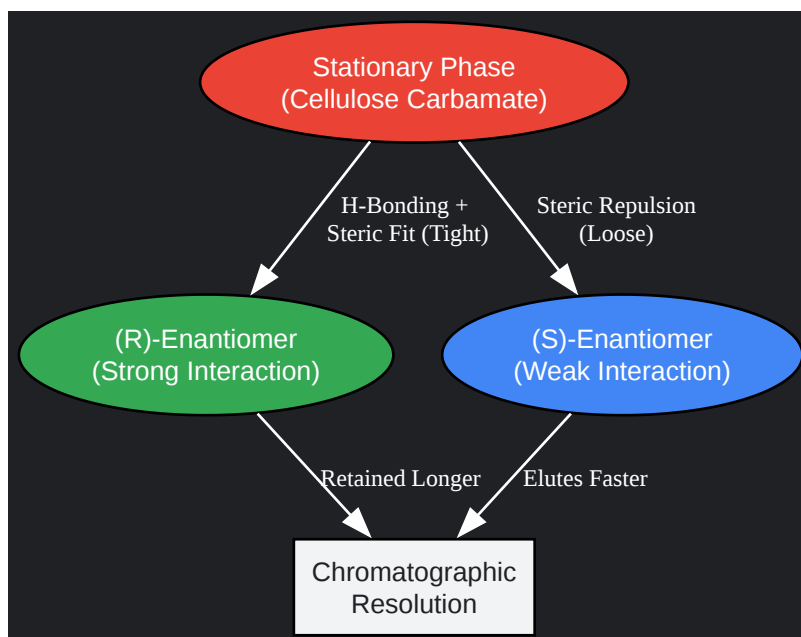 Stationary Phase
(Cellulose Carbamate)
H-Bonding +
Steric Fit (Tight)
Steric Repulsion
(Loose)
(R)-Enantiomer
(Strong Interaction)
(S)-Enantiomer
(Weak Interaction)
Retained Longer
Elutes Faster
Chromatographic
Resolution